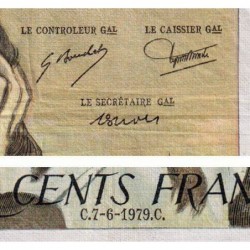 LE CONTROLEUR GAL LE CAISSIER GAL
LE SECRÉTAIRE GAL
CENTS FRAN
C.7-6-1979.C.